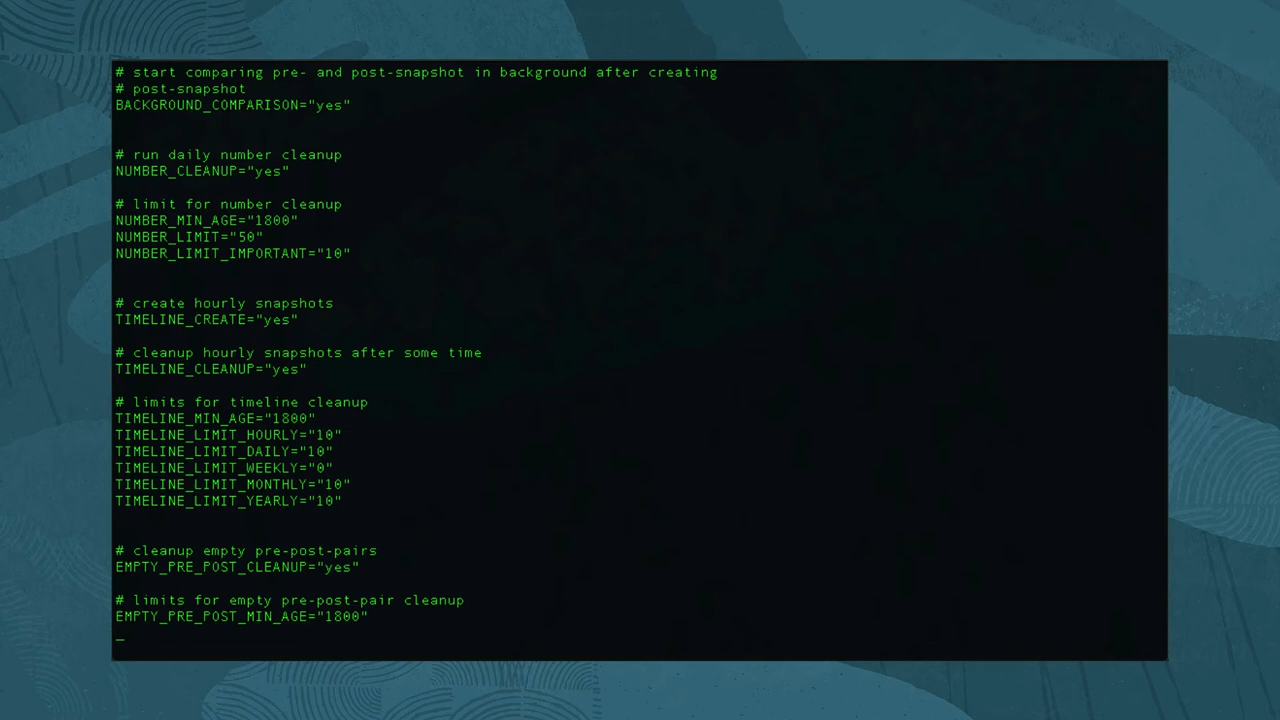 # start comparing pre- and post-snapshot in background after creating
# post-snapshot
BACKGROUND_COMPARISON="yes"
# run daily number cleanup
NUMBER_CLEANUP="yes"
# limit for number cleanup
NUMBER_MIN_AGE="1800"
NUMBER_LIMIT="50"
NUMBER_LIMIT_IMPORTANT="10"
# create hourly snapshots
TIMELINE_CREATE="yes"
# cleanup hourly snapshots after some time
TIMELINE_CLEANUP="yes"
# limits for timeline cleanup
TIMELINE_MIN_AGE="1800"
TIMELINE_LIMIT_HOURLY="10"
TIMELINE_LIMIT_DAILY="10"
TIMELINE_LIMIT_WEEKLY="0"
TIMELINE_LIMIT_MONTHLY="10"
TIMELINE_LIMIT_YEARLY="10"
# cleanup empty pre-post-pairs
EMPTY_PRE_POST_CLEANUP="yes"
# limits for empty pre-post-pair cleanup
EMPTY_PRE_POST_MIN_AGE="1800"